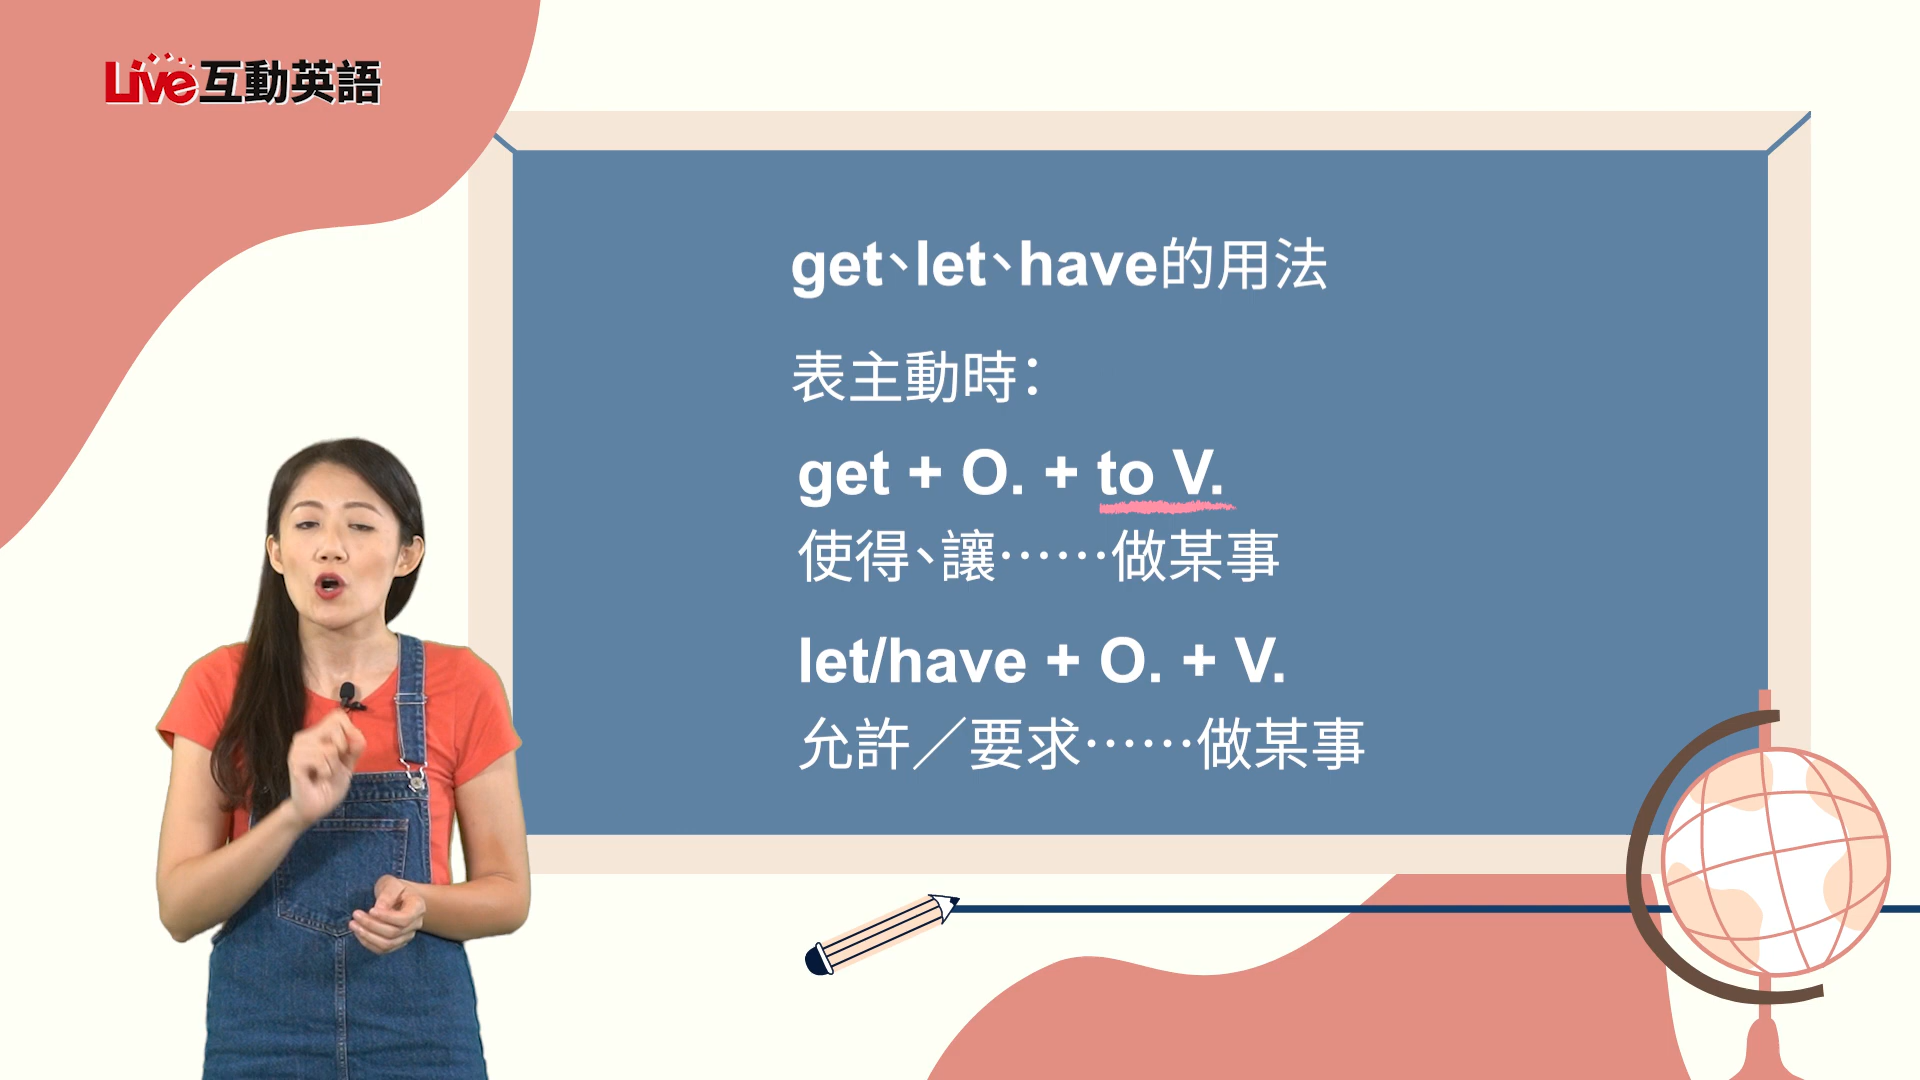 Live互動英語
get、let、have的用法
表主動時：
get + O. + to V.
使得、讓……做某事
let/have + O. + V.
允許／要求……做某事